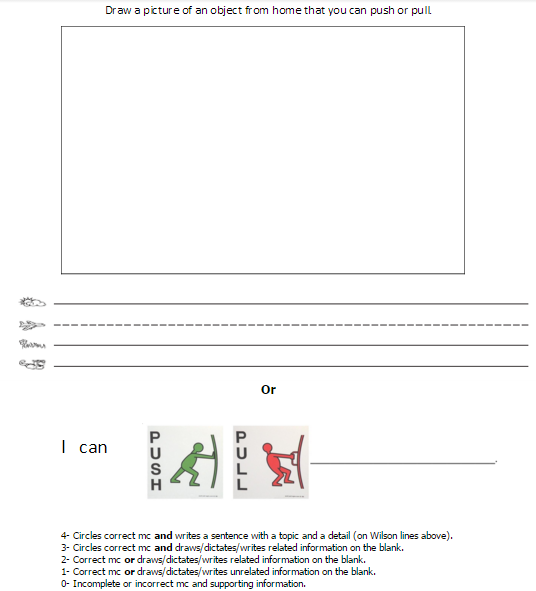 Draw a picture of an object from home that you can push or pull
Or
I can
PUSH
PULL
.
4- Circles correct mc and writes a sentence with a topic and a detail (on Wilson lines above).
3- Circles correct mc and draws/dictates/writes related information on the blank.
2- Correct mc or draws/dictates/writes related information on the blank.
1- Correct mc or draws/dictates/writes unrelated information on the blank.
0- Incomplete or incorrect mc and supporting information.